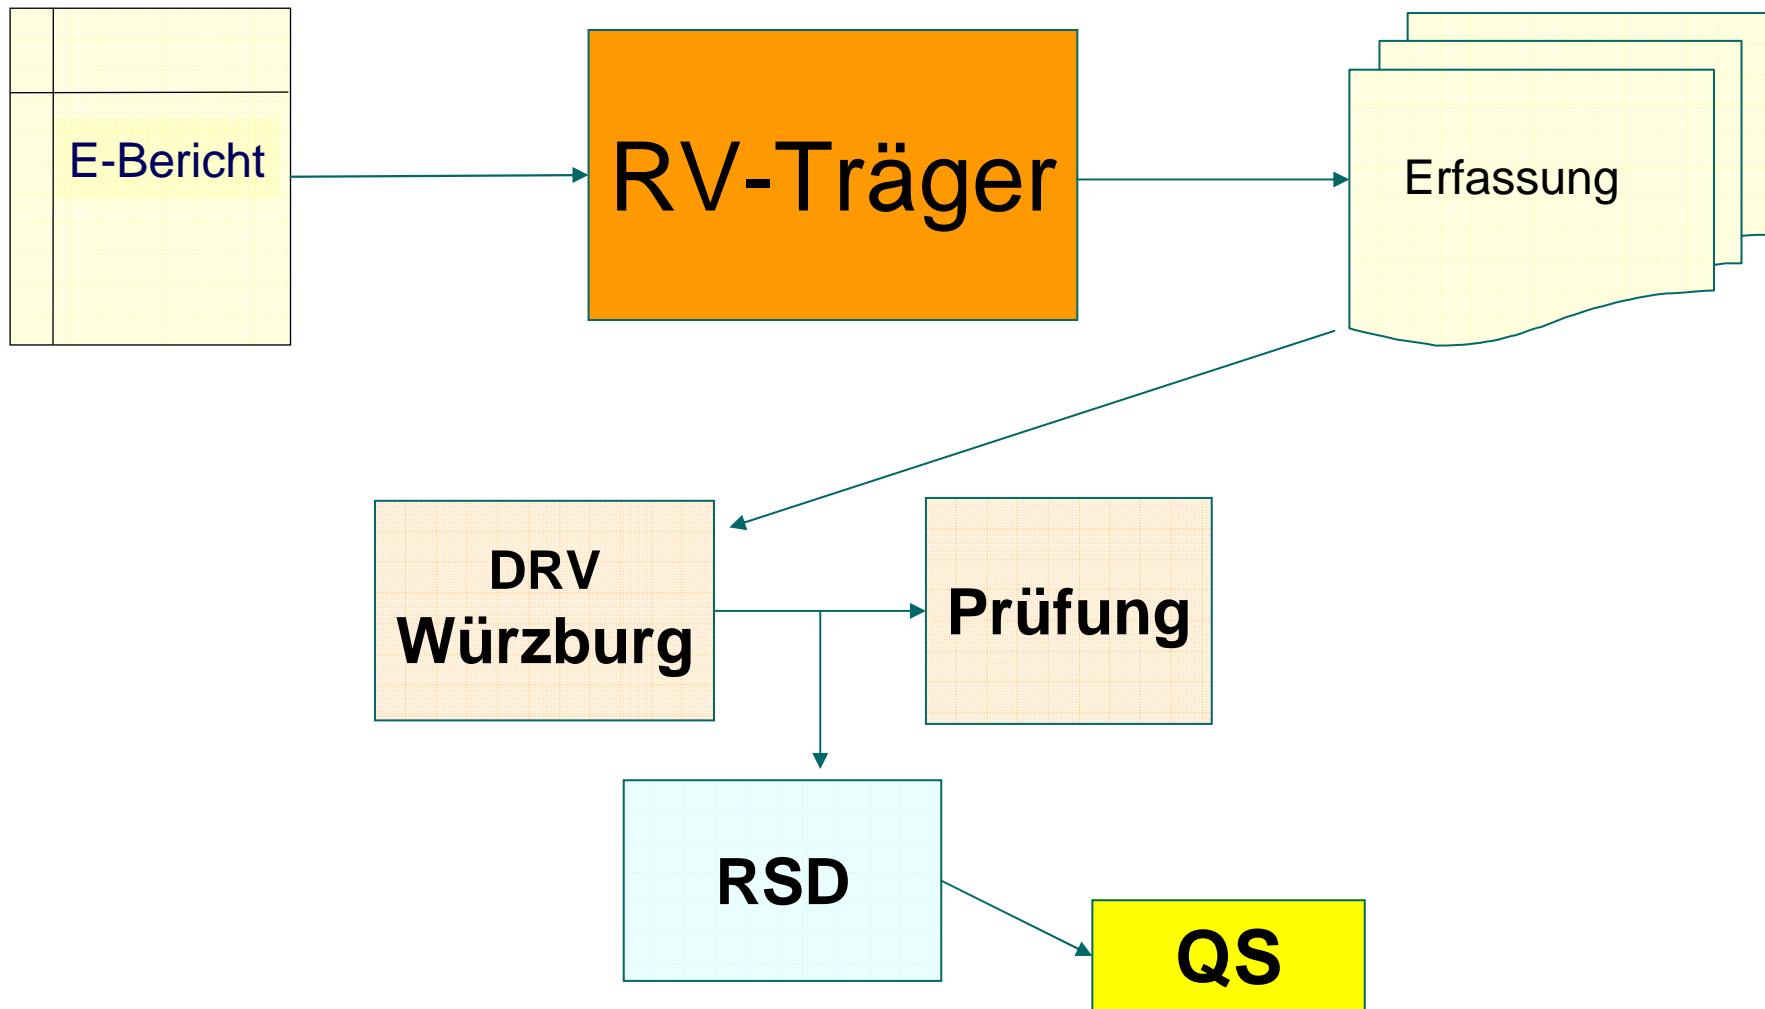 E-Bericht
RV-Träger
Erfassung
DRV
Würzburg
Prüfung
RSD
QS